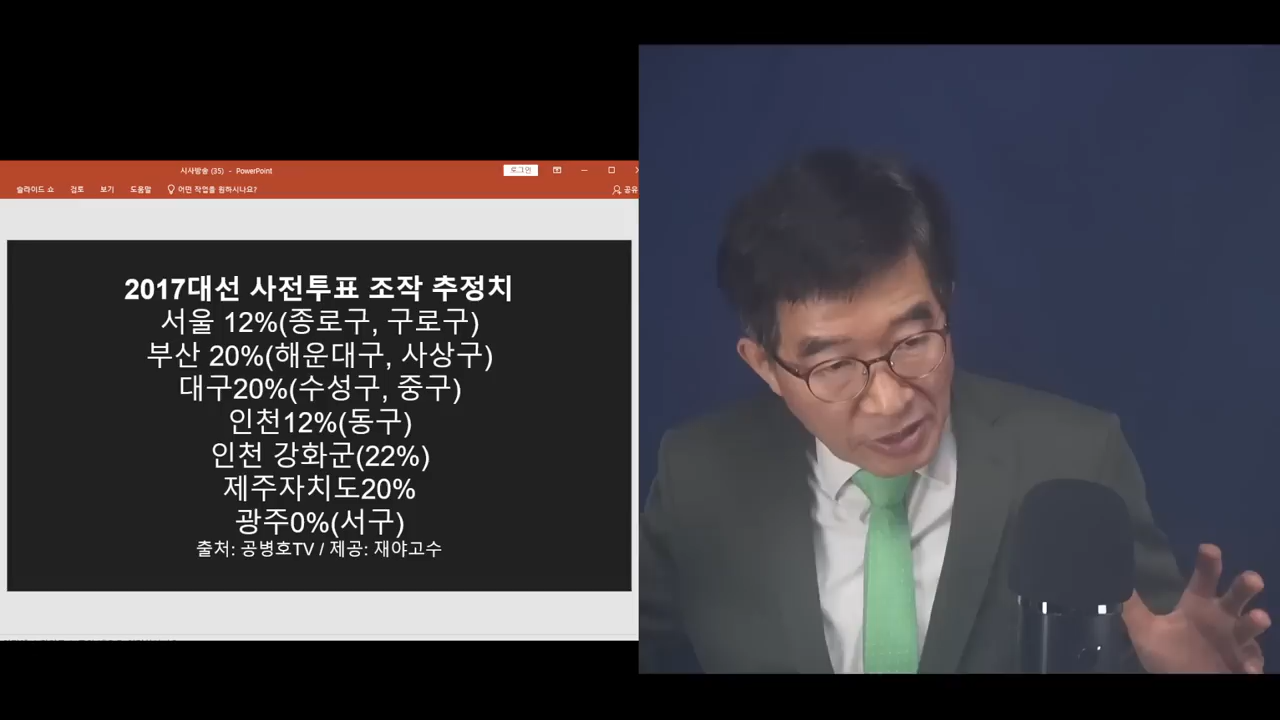 시사방송 (35) - PowerPoint
로그인
슬라이드 쇼 검토 보기 도움말 어떤 작업을 원하시나요? 공유
2017대선 사전투표 조작 추정치
서울 12%(종로구, 구로구)
부산 20%(해운대구, 사상구)
대구20%(수성구, 중구)
인천12%(동구)
인천 강화군(22%)
제주자치도20%
광주0%(서구)
출처: 공병호TV / 제공: 재야고수